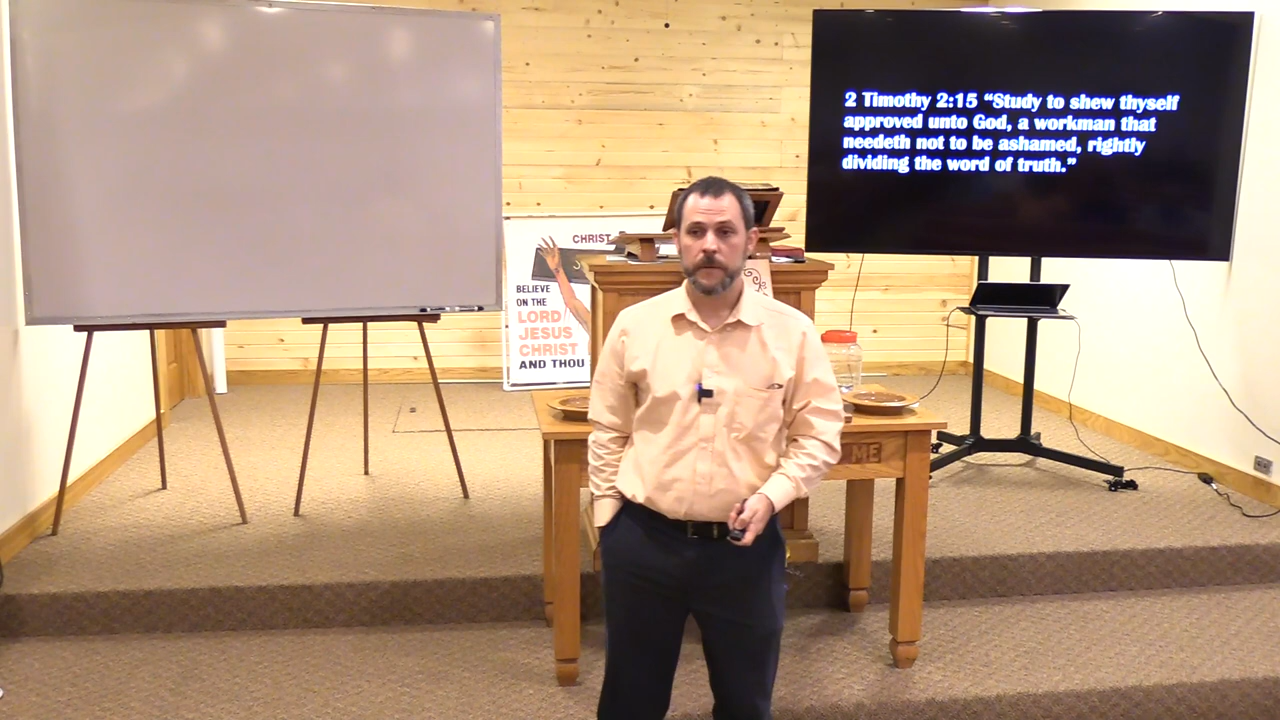 2 Timothy 2:15 “Study to shew thyself
approved unto God, a workman that
needeth not to be ashamed, rightly
dividing the word of truth.”
CHRIST
BELIEVE
ON THE
LORD
JESUS
CHRIST
AND THOU
ME